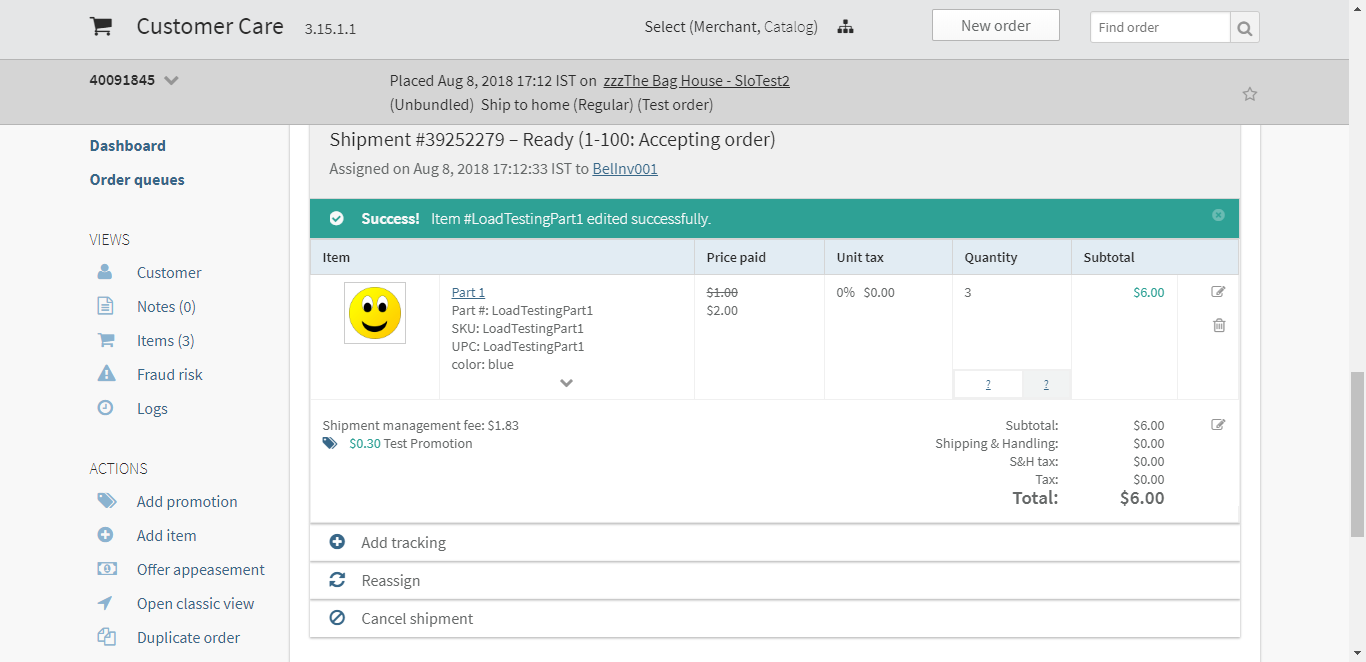 Customer Care 3.15.1.1
Select (Merchant, Catalog)
New order
Find order
40091845
Placed Aug 8, 2018 17:12 IST on zzzThe Bag House - SloTest2
(Unbundled) Ship to home (Regular) (Test order)
Dashboard
Order queues
VIEWS
Customer
Notes (0)
Items (3)
Fraud risk
Logs
ACTIONS
Add promotion
Add item
Offer appeasement
Open classic view
Duplicate order
Shipment #39252279 – Ready (1-100: Accepting order)
Assigned on Aug 8, 2018 17:12:33 IST to BelInv001
Success! Item #LoadTestingPart1 edited successfully.
Item Price paid Unit tax Quantity Subtotal
Part 1 $1.00 0% $0.00 3 $6.00
Part #: LoadTestingPart1 $2.00
SKU: LoadTestingPart1
UPC: LoadTestingPart1
color: blue
? ?
Shipment management fee: $1.83 Subtotal: $6.00
$0.30 Test Promotion Shipping & Handling: $0.00
S&H tax: $0.00
Tax: $0.00
Total: $6.00
Add tracking
Reassign
Cancel shipment